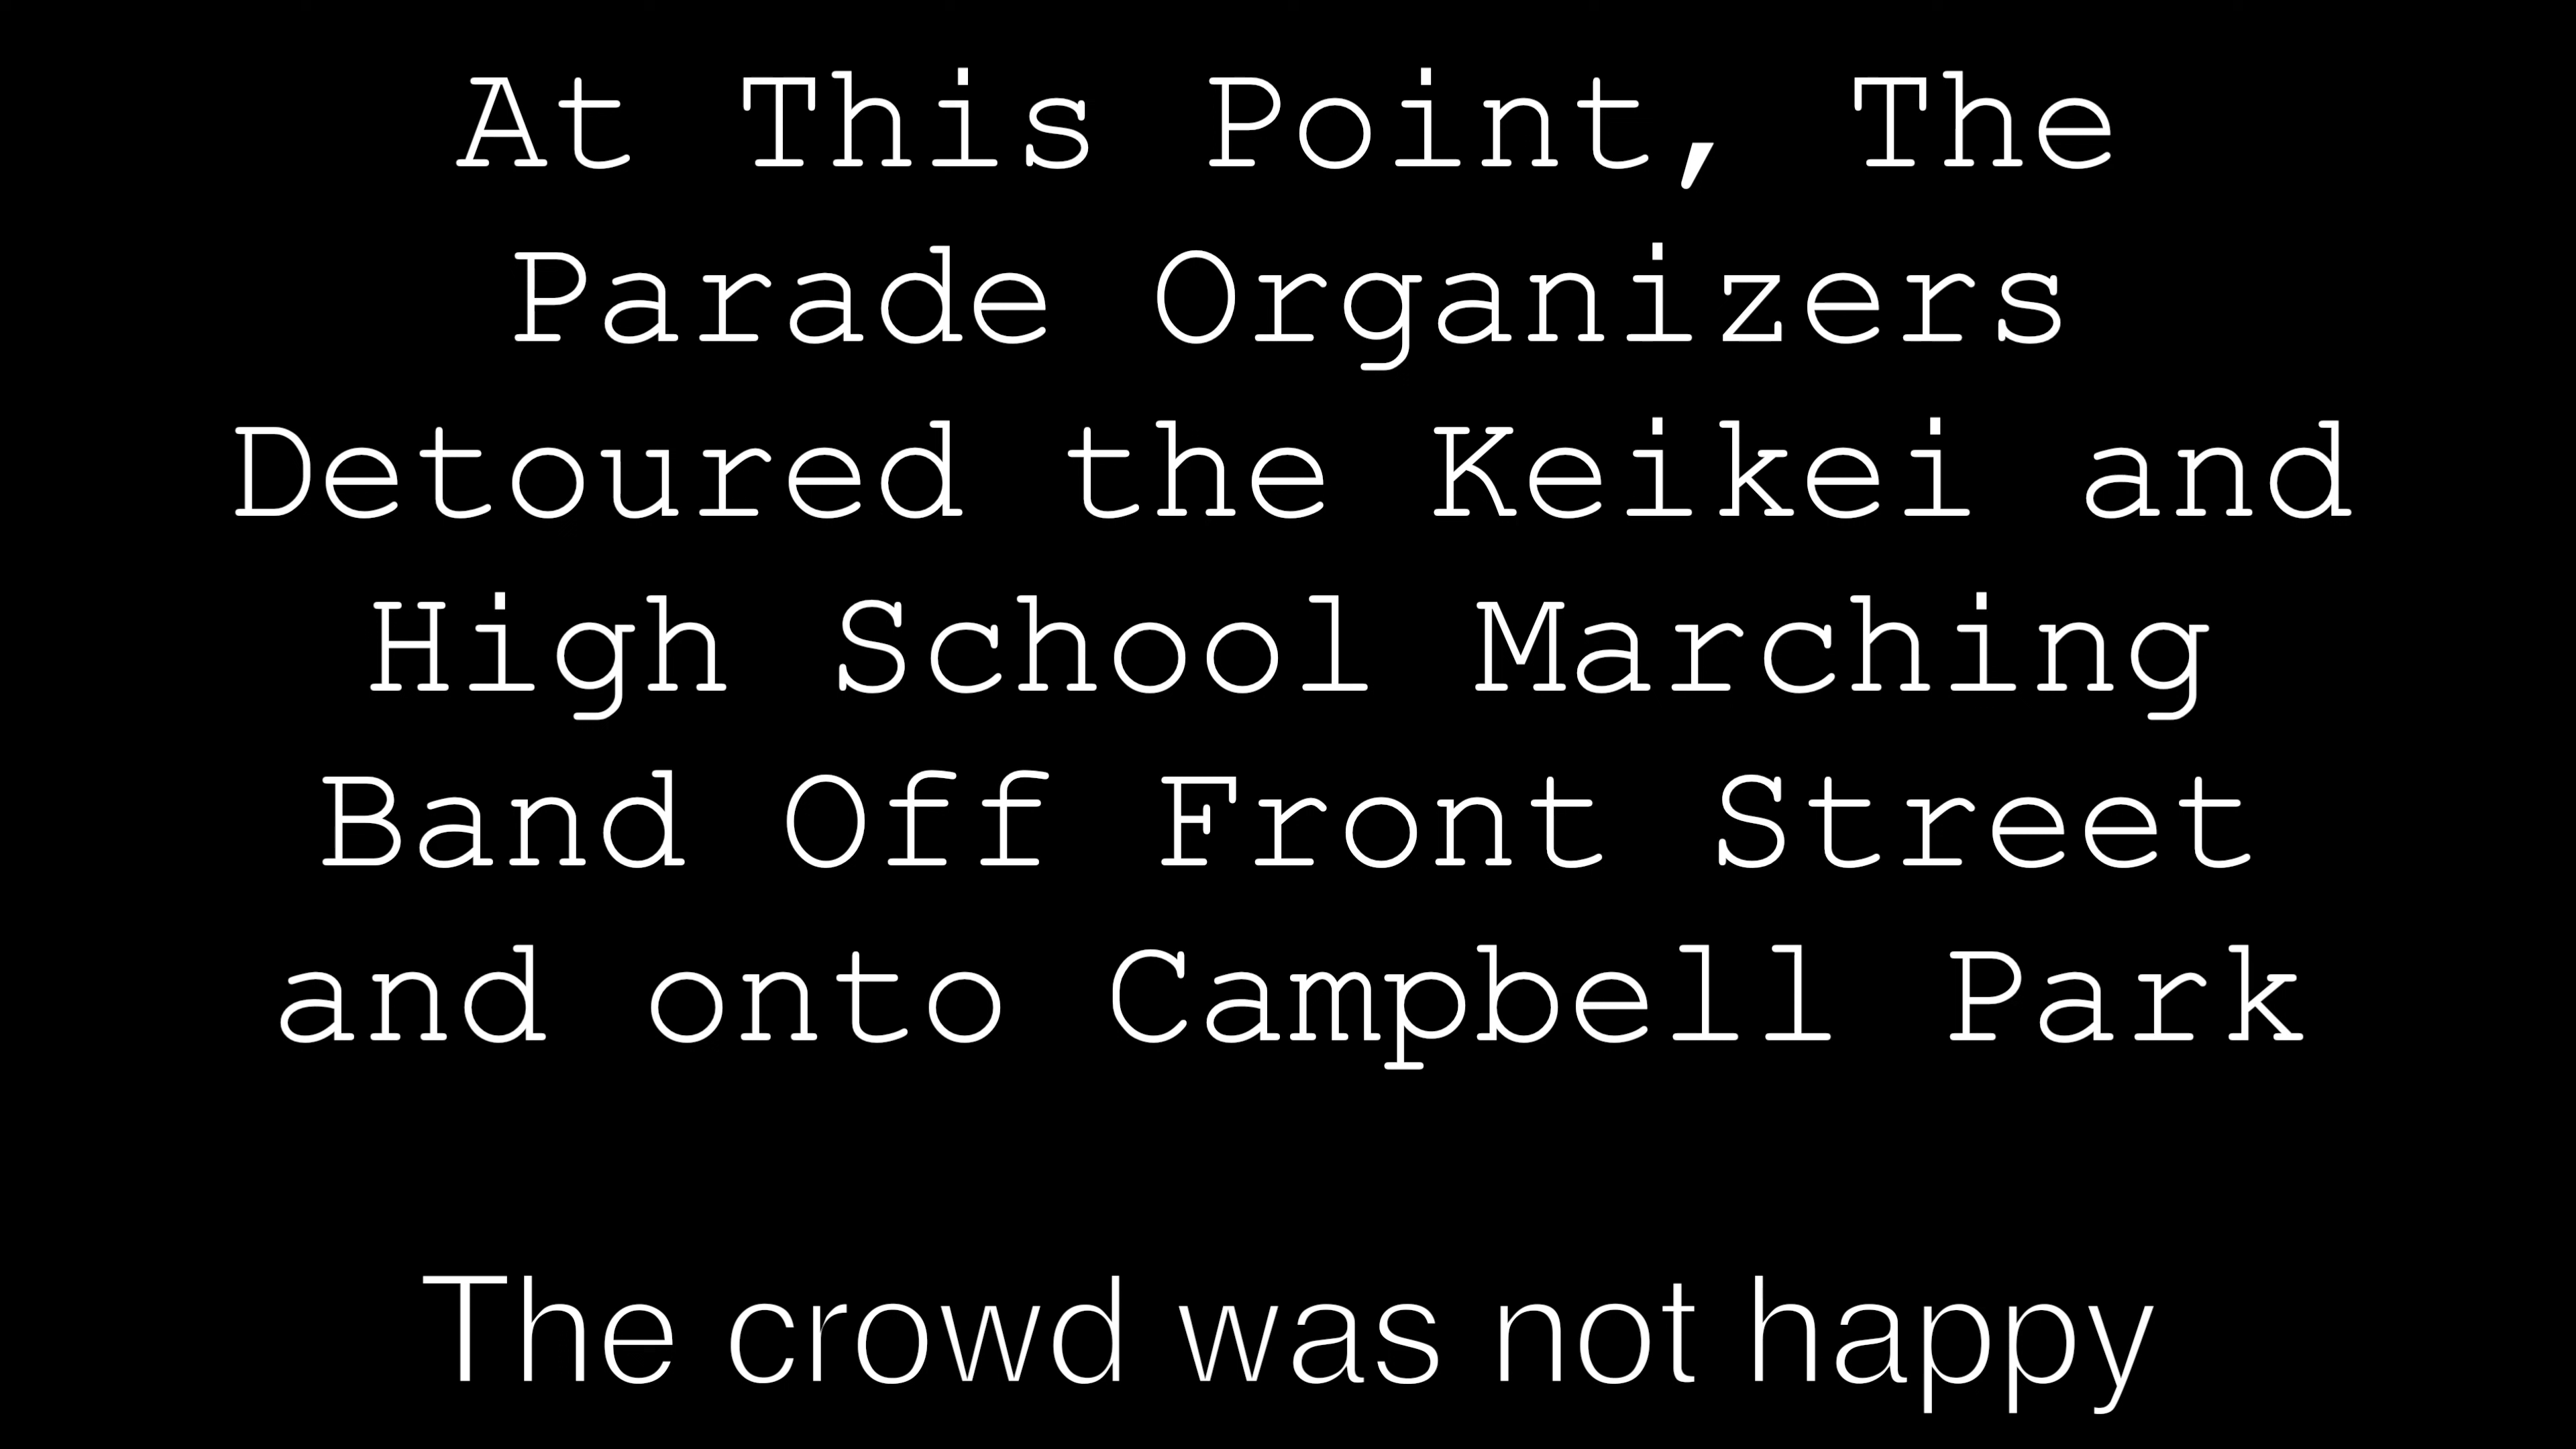 At This Point, The
Parade Organizers
Detoured the Keikei and
High School Marching
Band Off Front Street
and onto Campbell Park
The crowd was not happy